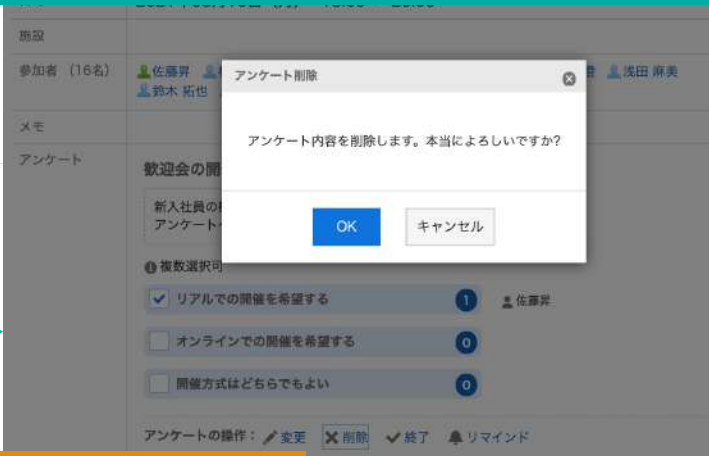 施設
参加者 （16名）
佐藤昇
浅田 麻美
鈴木 拓也
メモ
アンケート
アンケート削除
アンケート内容を削除します。本当によろしいですか?
OK
キャンセル
歓迎会の開
新入社員の
アンケート
複数選択可
リアルでの開催を希望する 1 佐藤昇
オンラインでの開催を希望する 0
開催方式はどちらでもよい 0
アンケートの操作： 変更 削除 終了 リマインド